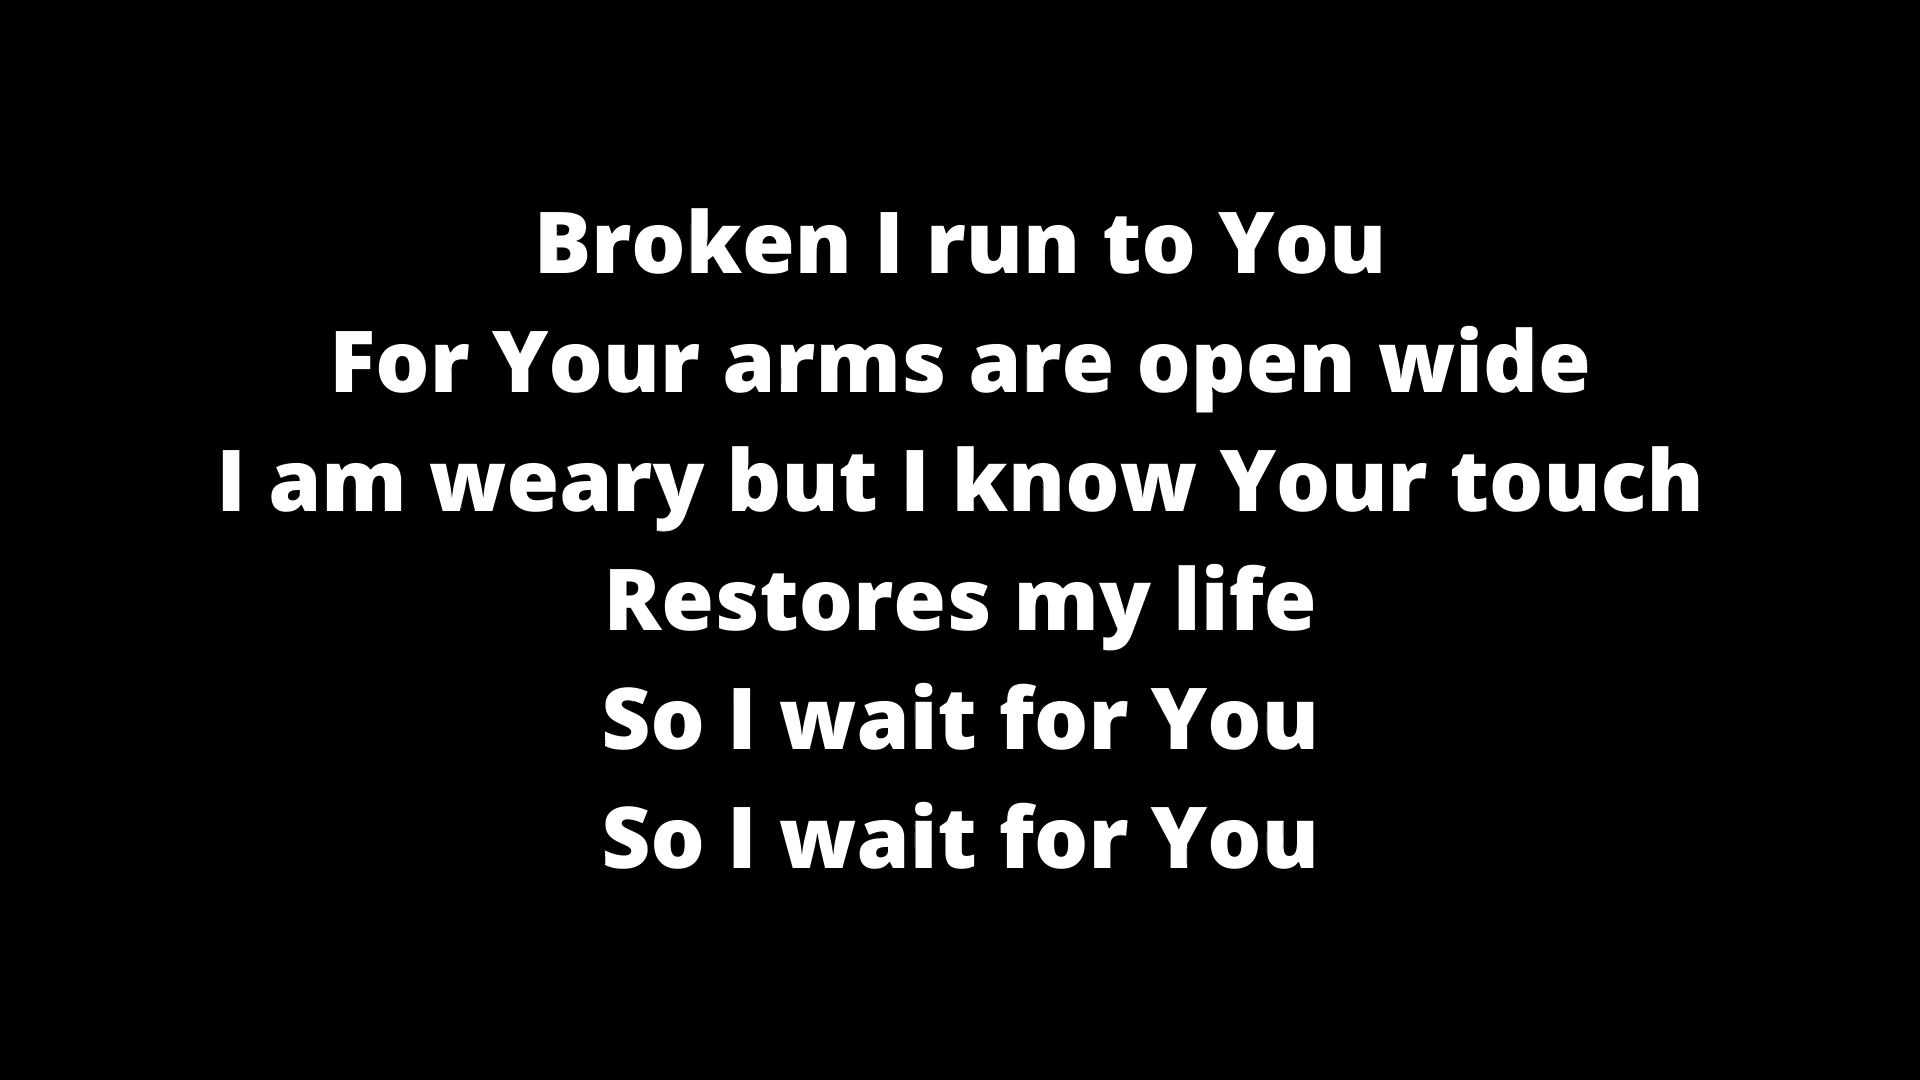 Broken I run to You
For Your arms are open wide
I am weary but I know Your touch
Restores my life
So I wait for You
So I wait for You